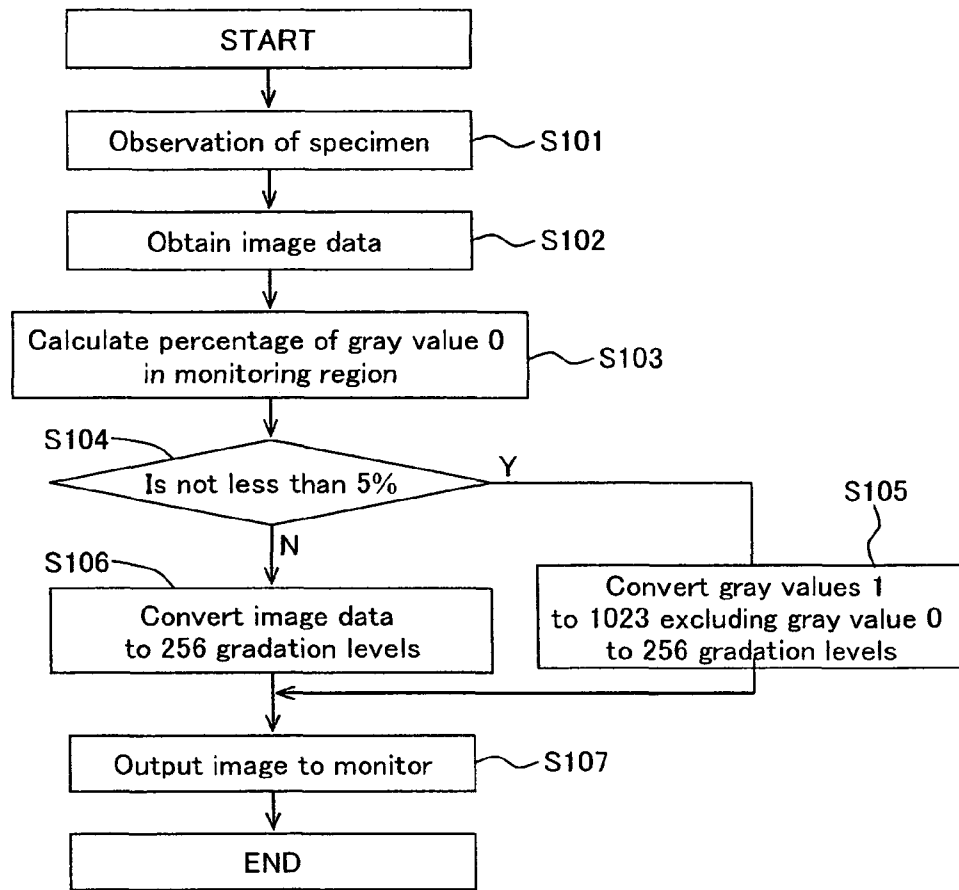 START
Observation of specimen
S101
Obtain image data
S102
Calculate percentage of gray value 0
in monitoring region
S103
S104
Is not less than 5%
Y
N
S105
Convert gray values 1
to 1023 excluding gray value 0
to 256 gradation levels
S106
Convert image data
to 256 gradation levels
Output image to monitor
S107
END